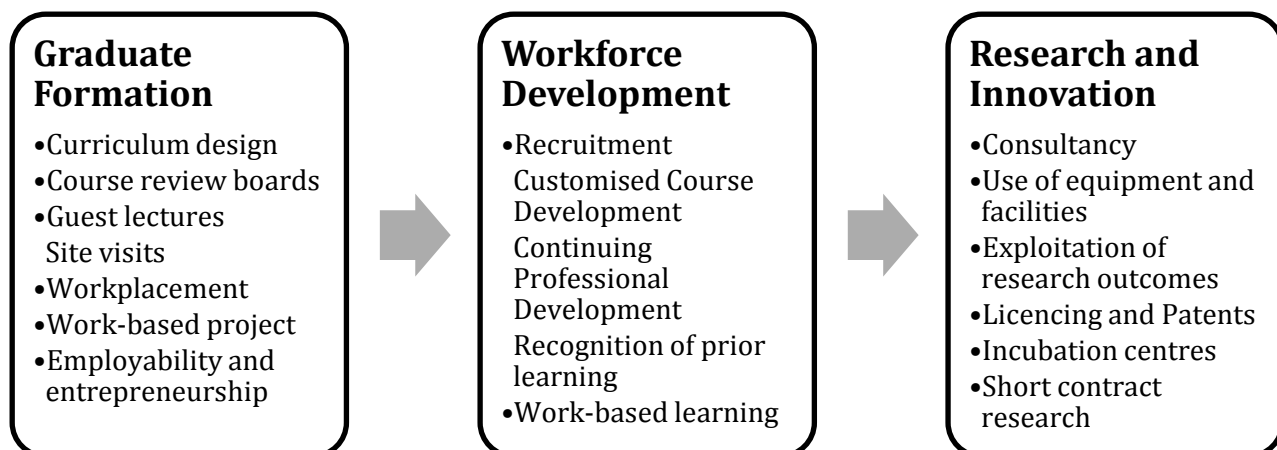 Graduate
Formation
•Curriculum design
•Course review boards
•Guest lectures
Site visits
•Workplacement
•Work-based project
•Employability and
entrepreneurship
Workforce
Development
•Recruitment
Customised Course
Development
Continuing
Professional
Development
Recognition of prior
learning
•Work-based learning
Research and
Innovation
•Consultancy
•Use of equipment and
facilities
•Exploitation of
research outcomes
•Licencing and Patents
•Incubation centres
•Short contract
research